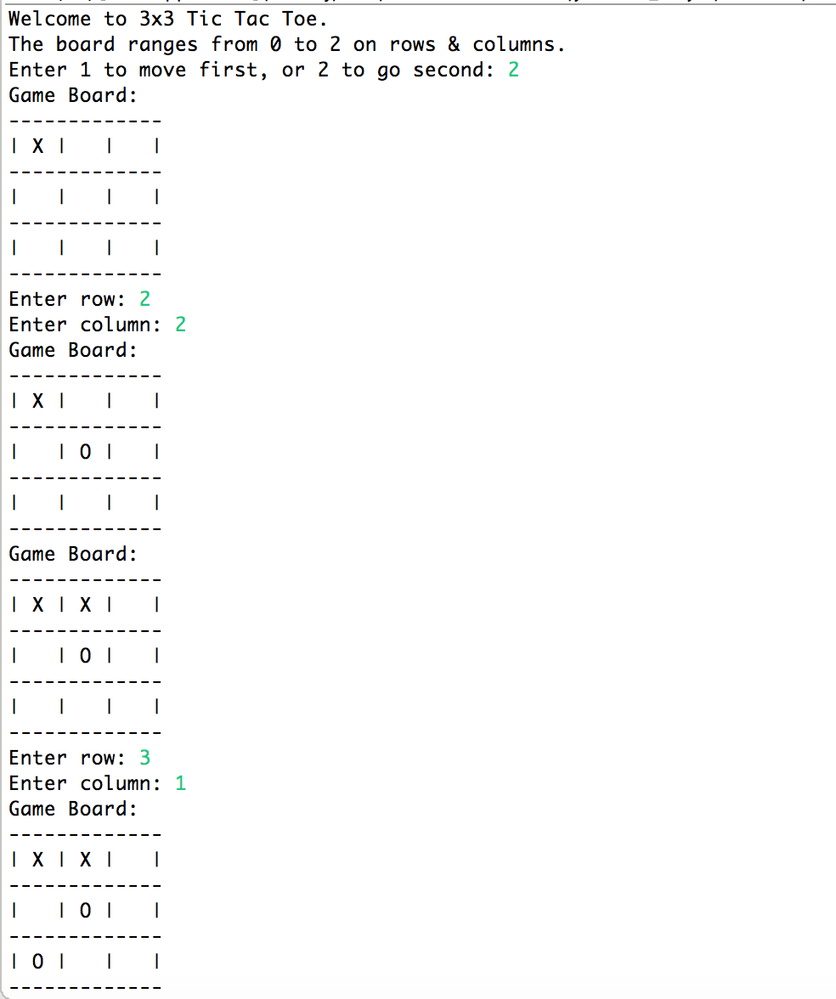 Welcome to 3x3 Tic Tac Toe.
The board ranges from 0 to 2 on rows & columns.
Enter 1 to move first, or 2 to go second: 2
Game Board:
-------------
| X |   |   |
-------------
|   |   |   |
-------------
|   |   |   |
-------------
Enter row: 2
Enter column: 2
Game Board:
-------------
| X |   |   |
-------------
|   | O |   |
-------------
|   |   |   |
-------------
Game Board:
-------------
| X | X |   |
-------------
|   | O |   |
-------------
|   |   |   |
-------------
Enter row: 3
Enter column: 1
Game Board:
-------------
| X | X |   |
-------------
|   | O |   |
-------------
| O |   |   |
-------------